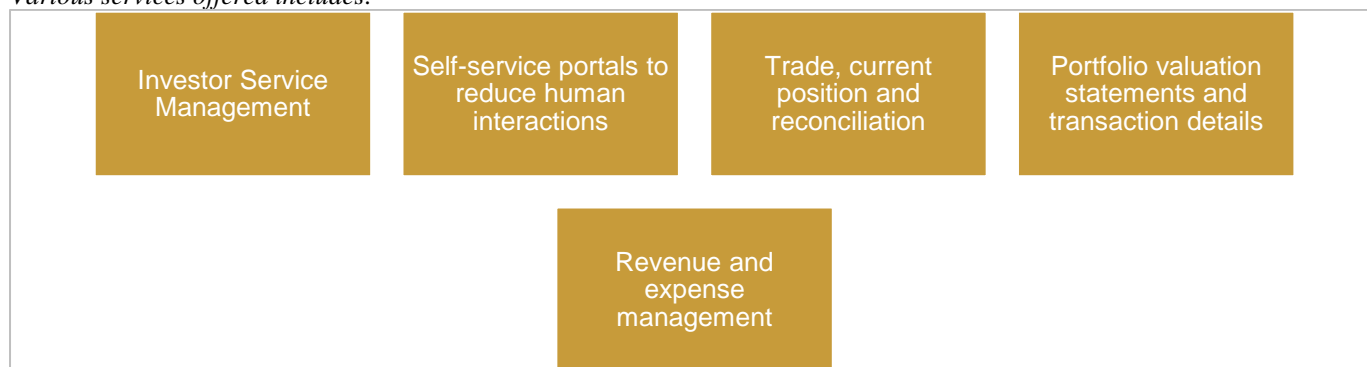 Various services offered includes:
Investor Service
Management
Self-service portals to
reduce human
interactions
Trade, current
position and
reconciliation
Portfolio valuation
statements and
transaction details
Revenue and
expense
management